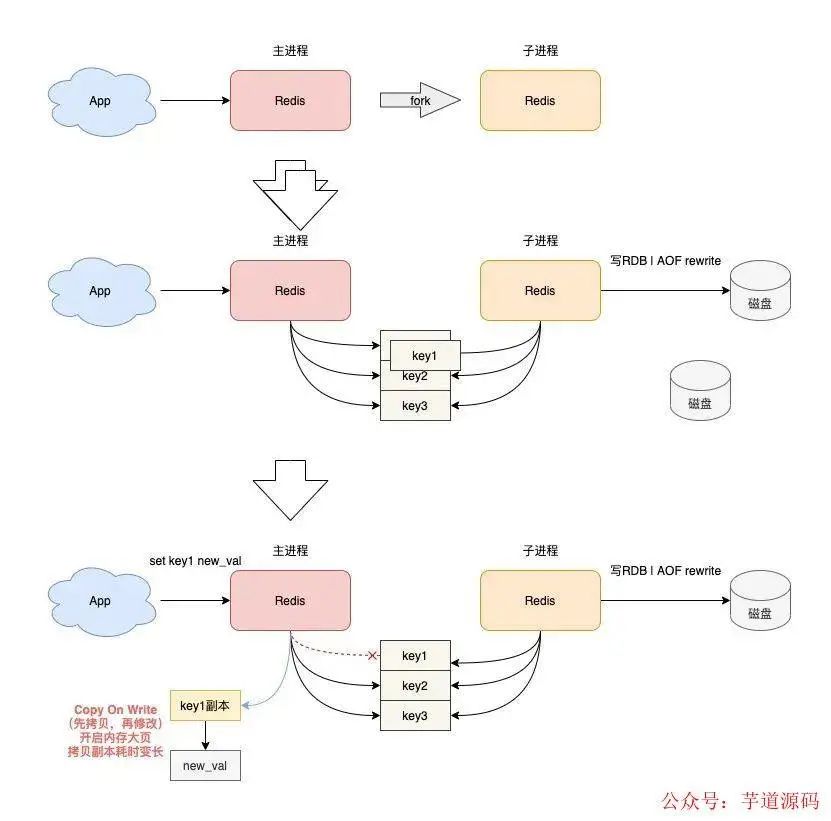 主进程
子进程
App
Redis
fork
Redis
主进程
子进程
App
Redis
Redis
写RDB | AOF rewrite
磁盘
key1
key2
key3
磁盘
主进程
子进程
set key1 new_val
App
Redis
Redis
写RDB | AOF rewrite
磁盘
key1
key2
key3
key1副本
Copy On Write
（先拷贝，再修改）
开启内存大页
拷贝副本耗时变长
new_val
公众号：芋道源码